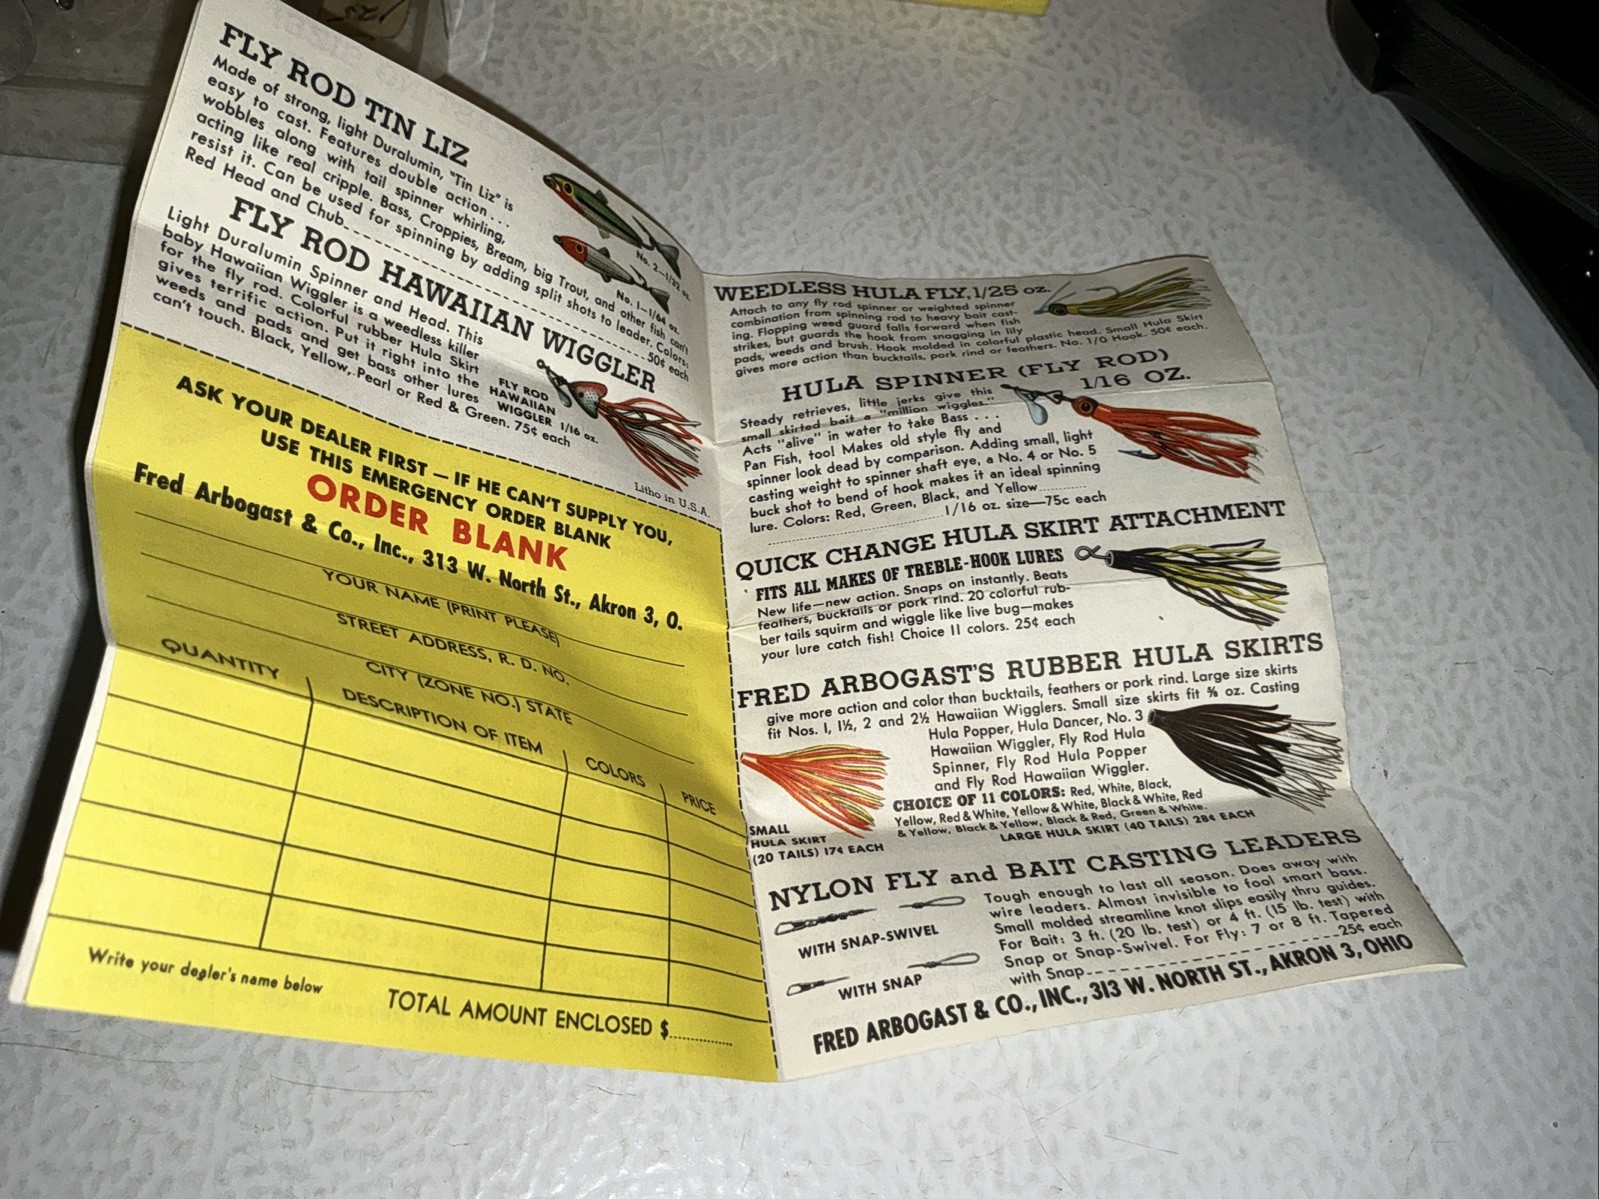 FLY ROD TIN LIZ
Made of strong, light Duralumin, "Tin Liz" is
easy to cast. Features double action...
wobbles along with tail spinner whirling,
acting like real cripple. Bass, Croppies, Bream, big Trout, and other fish can't
resist it. Can be used for spinning by adding split shots to leader. Colors,
Red Head and Chub 50¢ each
No. 2—1/32 oz.
No. 1—1/64 oz.
FLY ROD HAWAIIAN WIGGLER
Light Duralumin Spinner and Head. This
baby Hawaiian Wiggler is a weedless killer
for the fly rod. Colorful rubber Hula Skirt
gives terrific action. Put it right into the
weeds and pads and get bass other lures
can't touch. Black, Yellow, Pearl or Red & Green. 75¢ each
FLY ROD
HAWAIIAN
WIGGLER 1/16 oz.
Litho in U.S.A.
ASK YOUR DEALER FIRST — IF HE CAN'T SUPPLY YOU,
USE THIS EMERGENCY ORDER BLANK
ORDER BLANK
Fred Arbogast & Co., Inc., 313 W. North St., Akron 3, O.
YOUR NAME (PRINT PLEASE)
STREET ADDRESS, R. D. NO.
CITY (ZONE NO.) STATE
QUANTITY DESCRIPTION OF ITEM COLORS PRICE
Write your dealer's name below
TOTAL AMOUNT ENCLOSED $
WEEDLESS HULA FLY, 1/25 oz.
Attach to any fly rod spinner or weighted spinner
combination from spinning rod to heavy bait cast-
ing. Flopping weed guard falls forward when fish
strikes, but guards the hook from snagging in lily
pads, weeds and brush. Hook molded in colorful plastic head. Small Hula Skirt
gives more action than bucktails, pork rind or feathers. No. 1/0 Hook. 50¢ each.
HULA SPINNER (FLY ROD)
1/16 OZ.
Steady retrieves, little jerks give this
small skirted bait a "million wiggles."
Acts "alive" in water to take Bass . . .
Pan Fish, too! Makes old style fly and
spinner look dead by comparison. Adding small, light
casting weight to spinner shaft eye, a No. 4 or No. 5
buck shot to bend of hook makes it an ideal spinning
lure. Colors: Red, Green, Black, and Yellow
1/16 oz. size—75c each
QUICK CHANGE HULA SKIRT ATTACHMENT
FITS ALL MAKES OF TREBLE-HOOK LURES
New life—new action. Snaps on instantly. Beats
feathers, bucktails or pork rind. 20 colorful rub-
ber tails squirm and wiggle like live bug—makes
your lure catch fish! Choice 11 colors. 25¢ each
FRED ARBOGAST'S RUBBER HULA SKIRTS
give more action and color than bucktails, feathers or pork rind. Large size skirts
fit Nos. 1, 1½, 2 and 2½ Hawaiian Wigglers. Small size skirts fit ⅝ oz. Casting
Hula Popper, Hula Dancer, No. 3
Hawaiian Wiggler, Fly Rod Hula
Spinner, Fly Rod Hula Popper
and Fly Rod Hawaiian Wiggler.
CHOICE OF 11 COLORS: Red, White, Black,
Yellow, Red & White, Yellow & White, Black & White, Red
& Yellow, Black & Yellow, Black & Red, Green & White.
SMALL
HULA SKIRT
(20 TAILS) 17¢ EACH
LARGE HULA SKIRT (40 TAILS) 28¢ EACH
NYLON FLY and BAIT CASTING LEADERS
WITH SNAP-SWIVEL
WITH SNAP
Tough enough to last all season. Does away with
wire leaders. Almost invisible to fool smart bass.
Small molded streamline knot slips easily thru guides.
For Bait: 3 ft. (20 lb. test) or 4 ft. (15 lb. test) with
Snap or Snap-Swivel. For Fly: 7 or 8 ft. Tapered
with Snap 25¢ each
FRED ARBOGAST & CO., INC., 313 W. NORTH ST., AKRON 3, OHIO